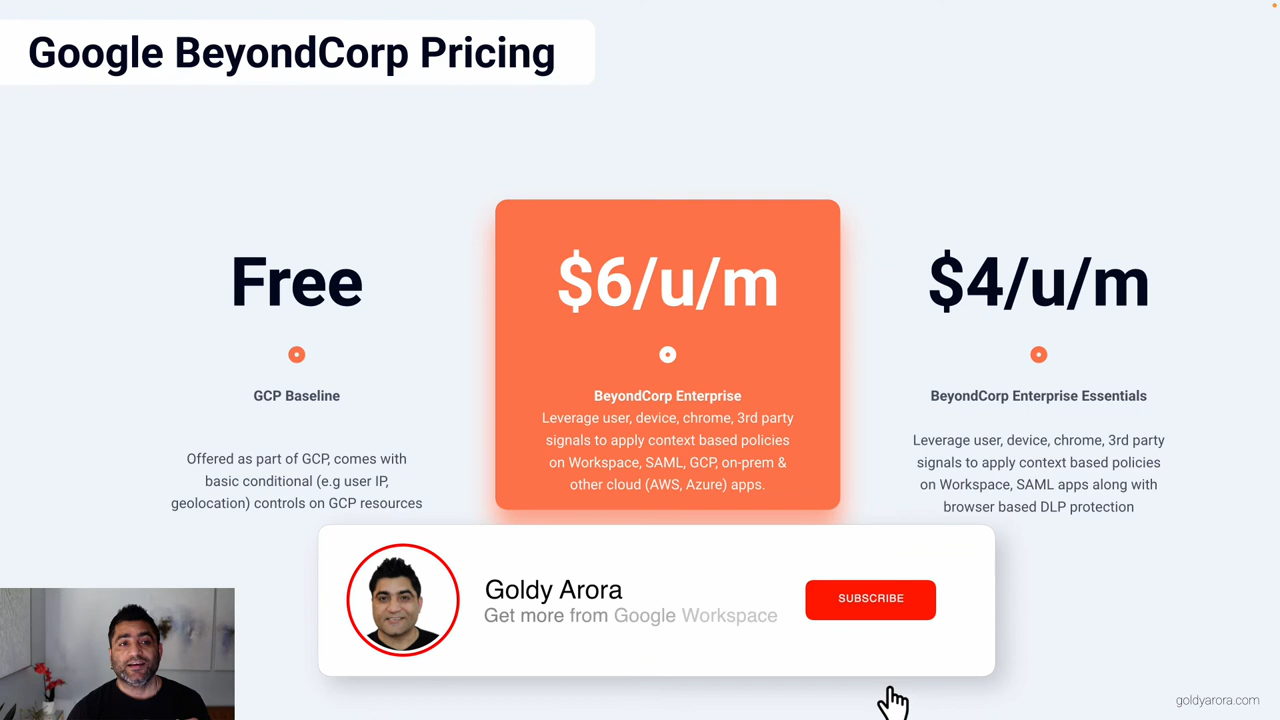 Google BeyondCorp Pricing
Free
GCP Baseline
Offered as part of GCP, comes with
basic conditional (e.g user IP,
geolocation) controls on GCP resources
$6/u/m
BeyondCorp Enterprise
Leverage user, device, chrome, 3rd party
signals to apply context based policies
on Workspace, SAML, GCP, on-prem &
other cloud (AWS, Azure) apps.
$4/u/m
BeyondCorp Enterprise Essentials
Leverage user, device, chrome, 3rd party
signals to apply context based policies
on Workspace, SAML apps along with
browser based DLP protection
Goldy Arora
Get more from Google Workspace
SUBSCRIBE
goldyarora.com